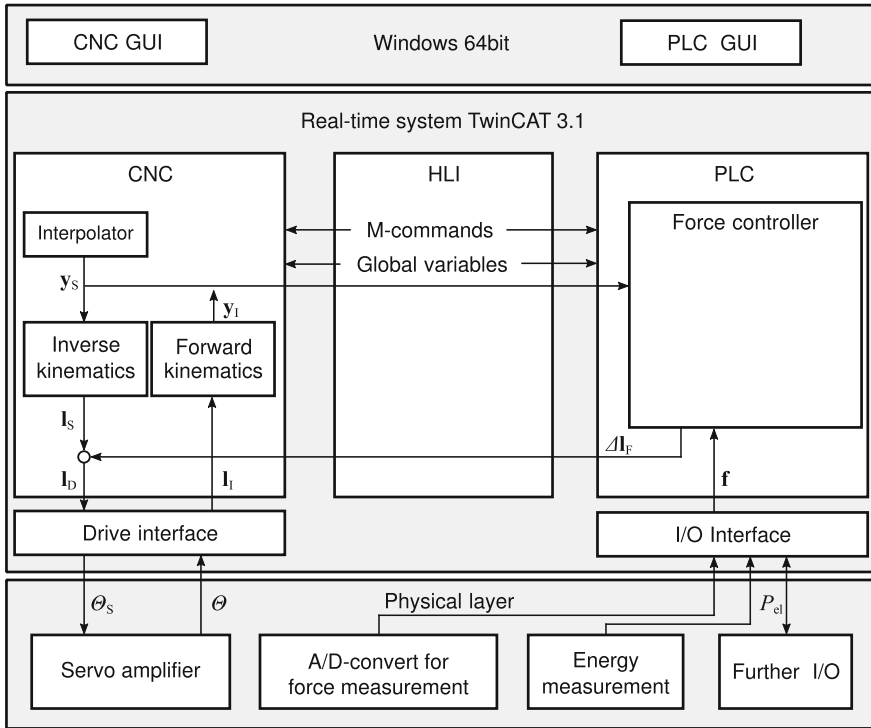 CNC GUI
Windows 64bit
PLC GUI
Real-time system TwinCAT 3.1
CNC
HLI
PLC
Interpolator
M-commands
Force controller
Global variables
yS
yI
Inverse
kinematics
Forward
kinematics
lS
ΔlF
lD
lI
f
Drive interface
I/O Interface
ΘS
Θ
Physical layer
Pel
Servo amplifier
A/D-convert for
force measurement
Energy
measurement
Further I/O